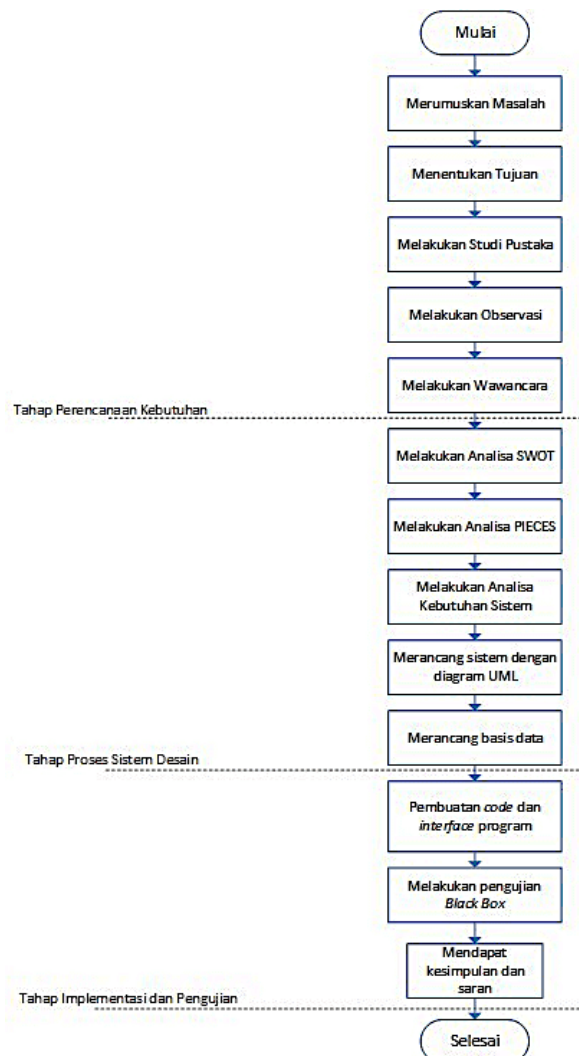 Mulai
Merumuskan Masalah
Menentukan Tujuan
Melakukan Studi Pustaka
Melakukan Observasi
Melakukan Wawancara
Tahap Perencanaan Kebutuhan
Melakukan Analisa SWOT
Melakukan Analisa PIECES
Melakukan Analisa
Kebutuhan Sistem
Merancang sistem dengan
diagram UML
Merancang basis data
Tahap Proses Sistem Desain
Pembuatan code dan
interface program
Melakukan pengujian
Black Box
Mendapat
kesimpulan dan
saran
Tahap Implementasi dan Pengujian
Selesai